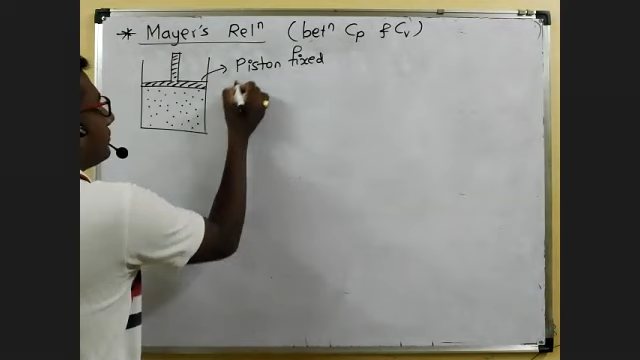 * Mayer's Relⁿ (betⁿ Cp & Cv)
Piston fixed